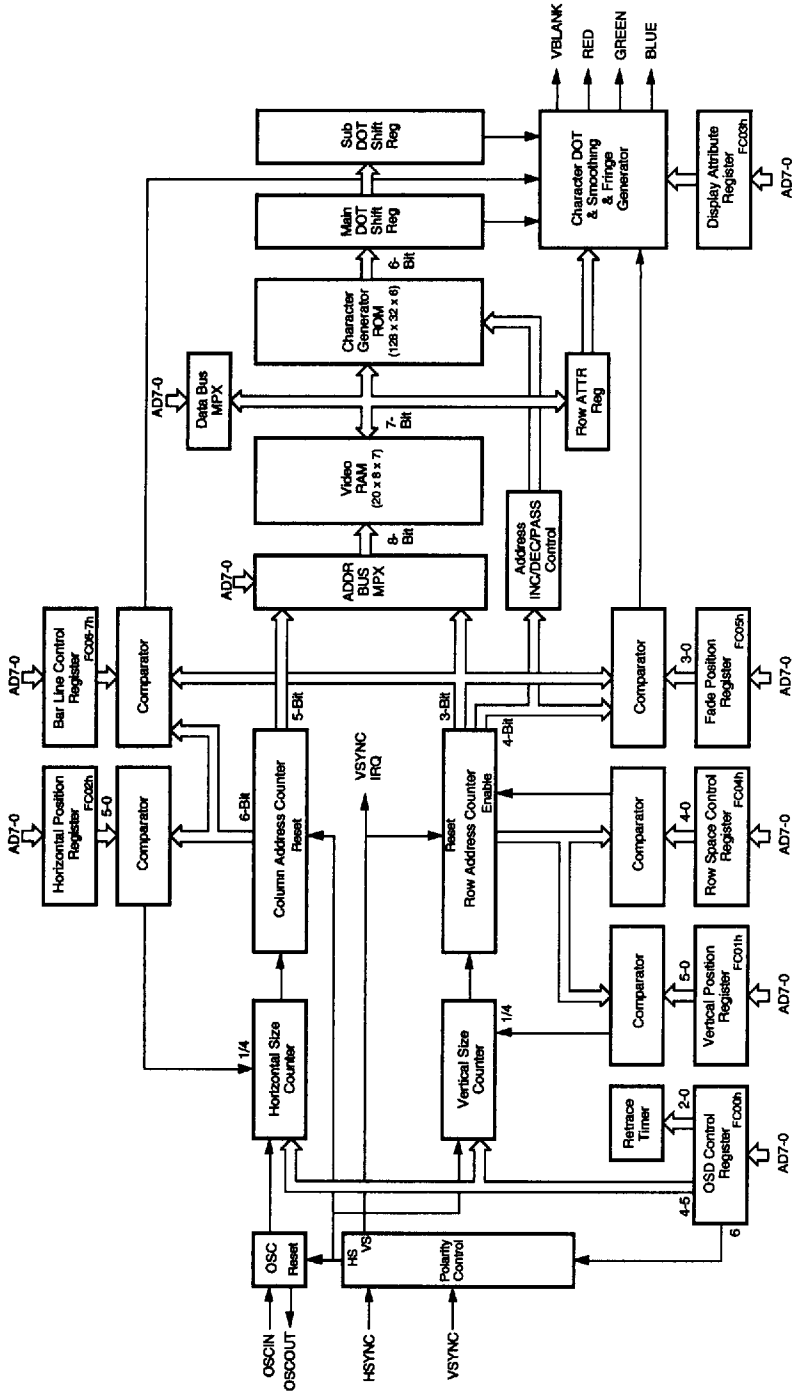 OSCIN
OSCOUT
HSYNC
VSYNC
OSC
Reset
HS
VS
Polarity
Control
Horizontal Size
Counter
1/4
Vertical Size
Counter
1/4
Retrace
Timer
2-0
OSD Control
Register
FC00h
4-5
6
AD7-0
AD7-0
Horizontal Position
Register
FC02h
5-0
Comparator
6-Bit
Column Address Counter
Reset
5-Bit
VSYNC
IRQ
Reset
Row Address Counter
Enable
3-Bit
4-Bit
Comparator
5-0
Vertical Position
Register
FC01h
AD7-0
Comparator
4-0
Row Space Control
Register
FC04h
AD7-0
AD7-0
Bar Line Control
Register
FC06-7h
Comparator
Comparator
3-0
Fade Position
Register
FC05h
AD7-0
AD7-0
ADDR
BUS
MPX
8-
Bit
Address
INC/DEC/PASS
Control
Video
RAM
(20 x 8 x 7)
7-
Bit
AD7-0
Data Bus
MPX
Row ATTR
Reg
Character
Generator
ROM
(128 x 32 x 6)
6-
Bit
Main
DOT
Shift
Reg
Sub
DOT
Shift
Reg
Character DOT
& Smoothing
& Fringe
Generator
Display Attribute
Register
FC03h
AD7-0
VBLANK
RED
GREEN
BLUE